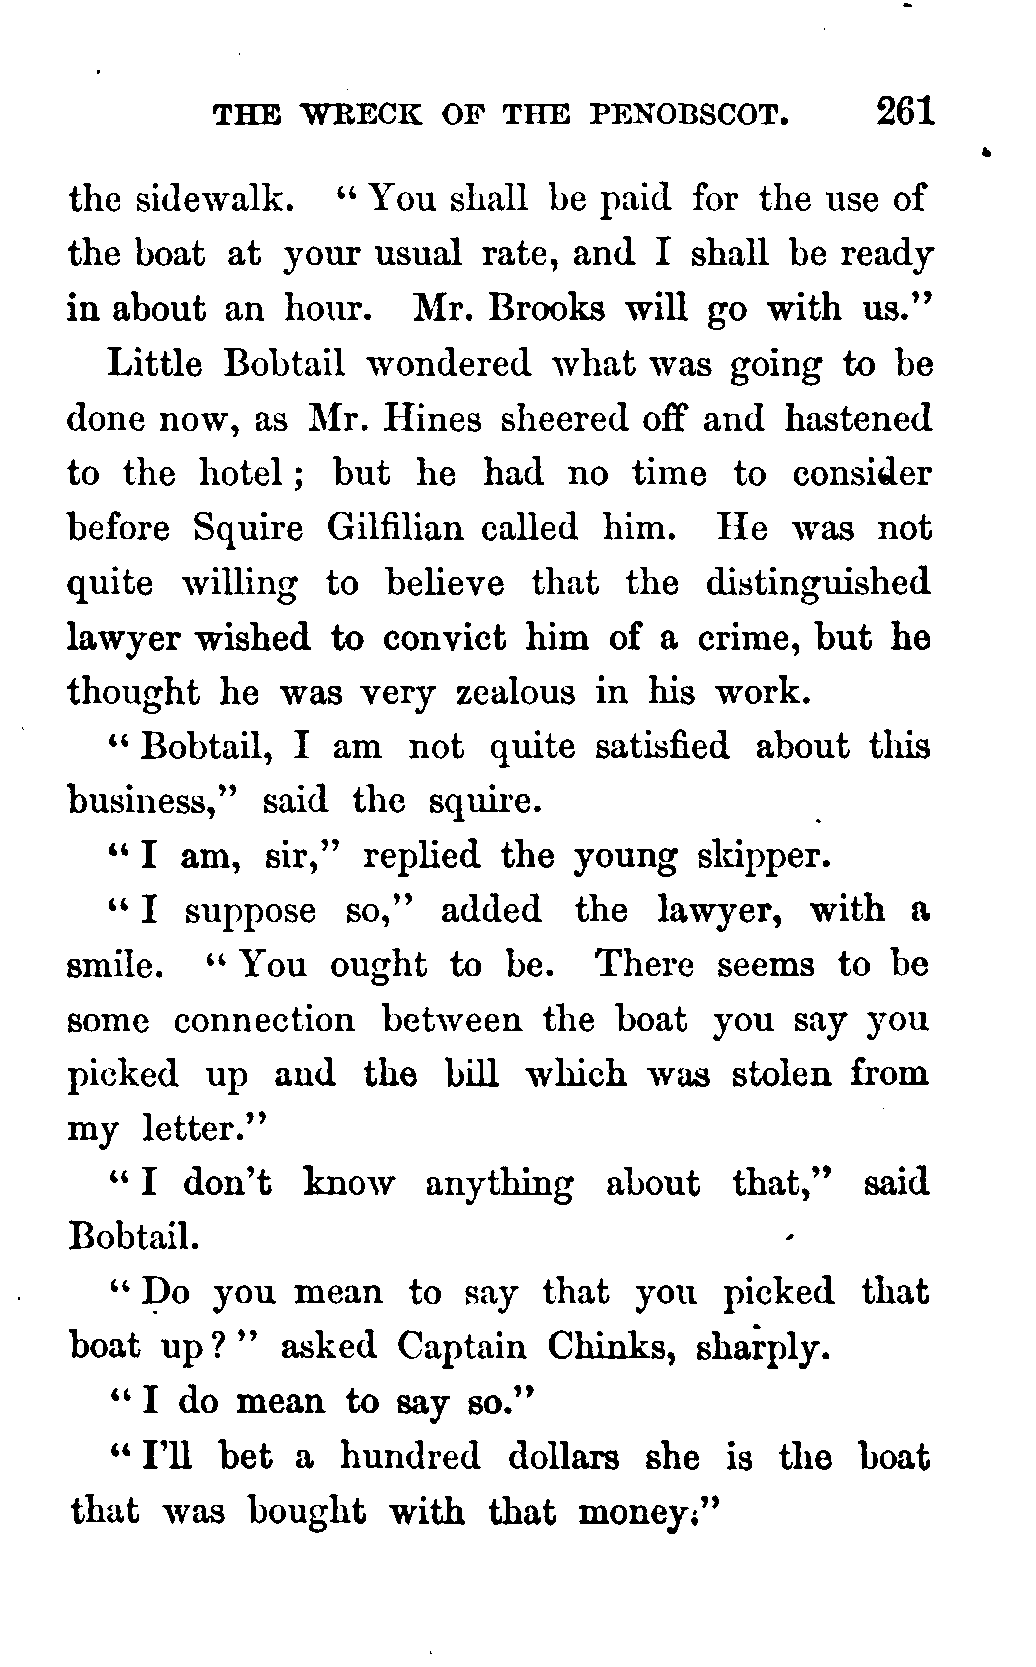 THE WRECK OF THE PENOBSCOT. 261
the sidewalk. “ You shall be paid for the use of
the boat at your usual rate, and I shall be ready
in about an hour. Mr. Brooks will go with us.”
Little Bobtail wondered what was going to be
done now, as Mr. Hines sheered off and hastened
to the hotel ; but he had no time to consider
before Squire Gilfilian called him. He was not
quite willing to believe that the distinguished
lawyer wished to convict him of a crime, but he
thought he was very zealous in his work.
“ Bobtail, I am not quite satisfied about this
business,” said the squire.
“ I am, sir,” replied the young skipper.
“ I suppose so,” added the lawyer, with a
smile. “ You ought to be. There seems to be
some connection between the boat you say you
picked up and the bill which was stolen from
my letter.”
“ I don’t know anything about that,” said
Bobtail.
“ Do you mean to say that you picked that
boat up ? ” asked Captain Chinks, sharply.
“ I do mean to say so.”
“ I’ll bet a hundred dollars she is the boat
that was bought with that money.”